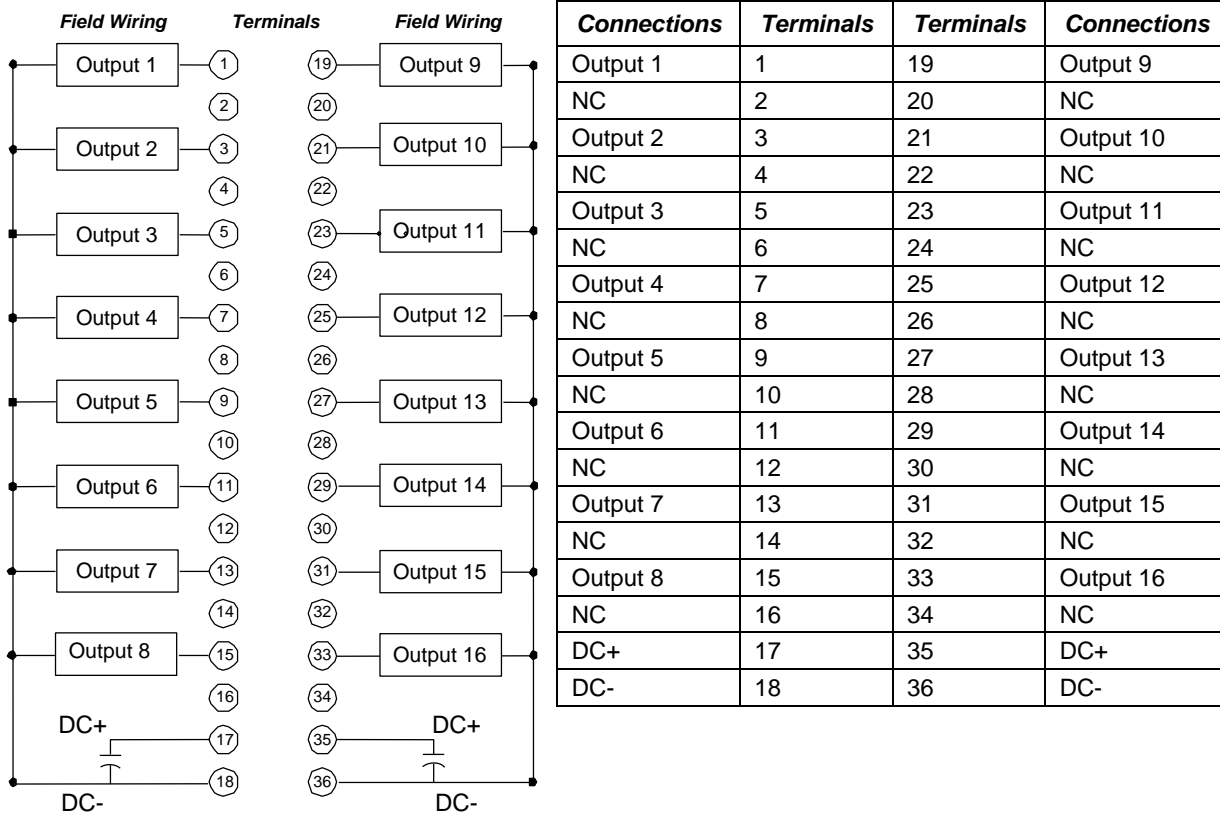 Field Wiring Terminals Field Wiring
Output 1 1 19 Output 9
2 20
Output 2 3 21 Output 10
4 22
Output 3 5 23 Output 11
6 24
Output 4 7 25 Output 12
8 26
Output 5 9 27 Output 13
10 28
Output 6 11 29 Output 14
12 30
Output 7 13 31 Output 15
14 32
Output 8 15 33 Output 16
16 34
DC+ DC+
17 35
18 36
DC- DC-
Connections Terminals Terminals Connections
Output 1 1 19 Output 9
NC 2 20 NC
Output 2 3 21 Output 10
NC 4 22 NC
Output 3 5 23 Output 11
NC 6 24 NC
Output 4 7 25 Output 12
NC 8 26 NC
Output 5 9 27 Output 13
NC 10 28 NC
Output 6 11 29 Output 14
NC 12 30 NC
Output 7 13 31 Output 15
NC 14 32 NC
Output 8 15 33 Output 16
NC 16 34 NC
DC+ 17 35 DC+
DC- 18 36 DC-